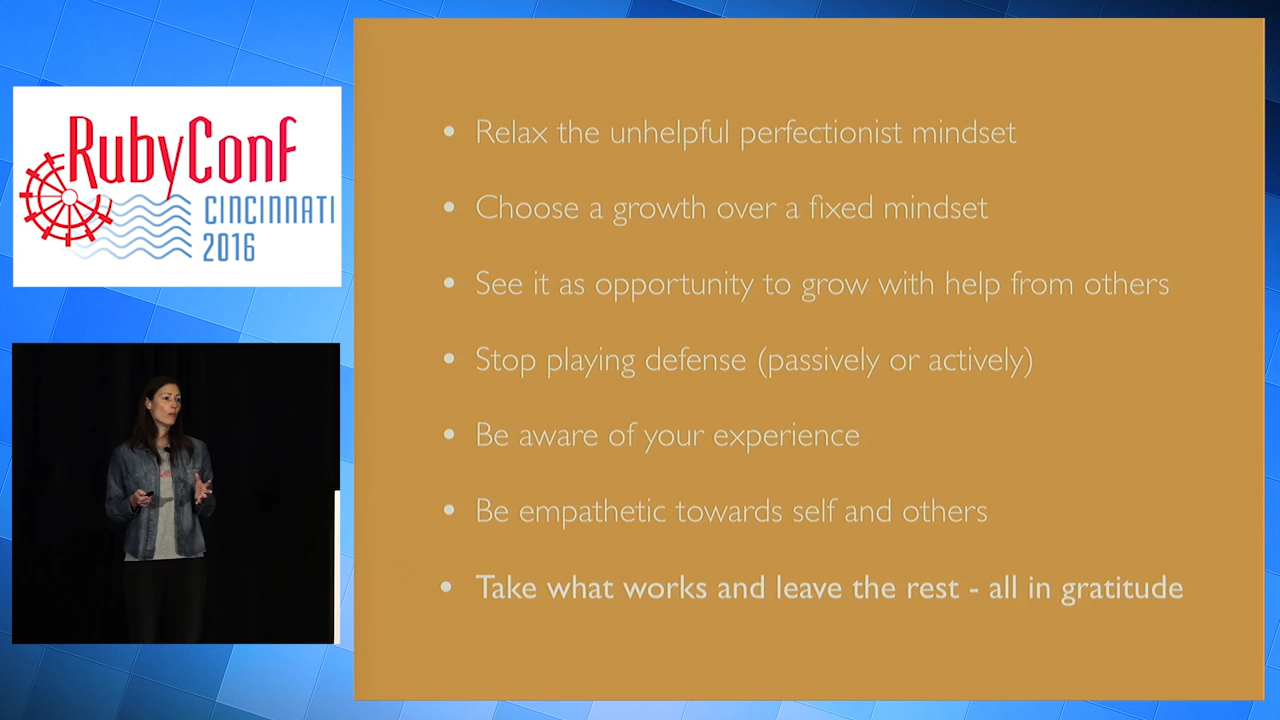 RubyConf
CINCINNATI
2016
• Relax the unhelpful perfectionist mindset
• Choose a growth over a fixed mindset
• See it as opportunity to grow with help from others
• Stop playing defense (passively or actively)
• Be aware of your experience
• Be empathetic towards self and others
• Take what works and leave the rest - all in gratitude